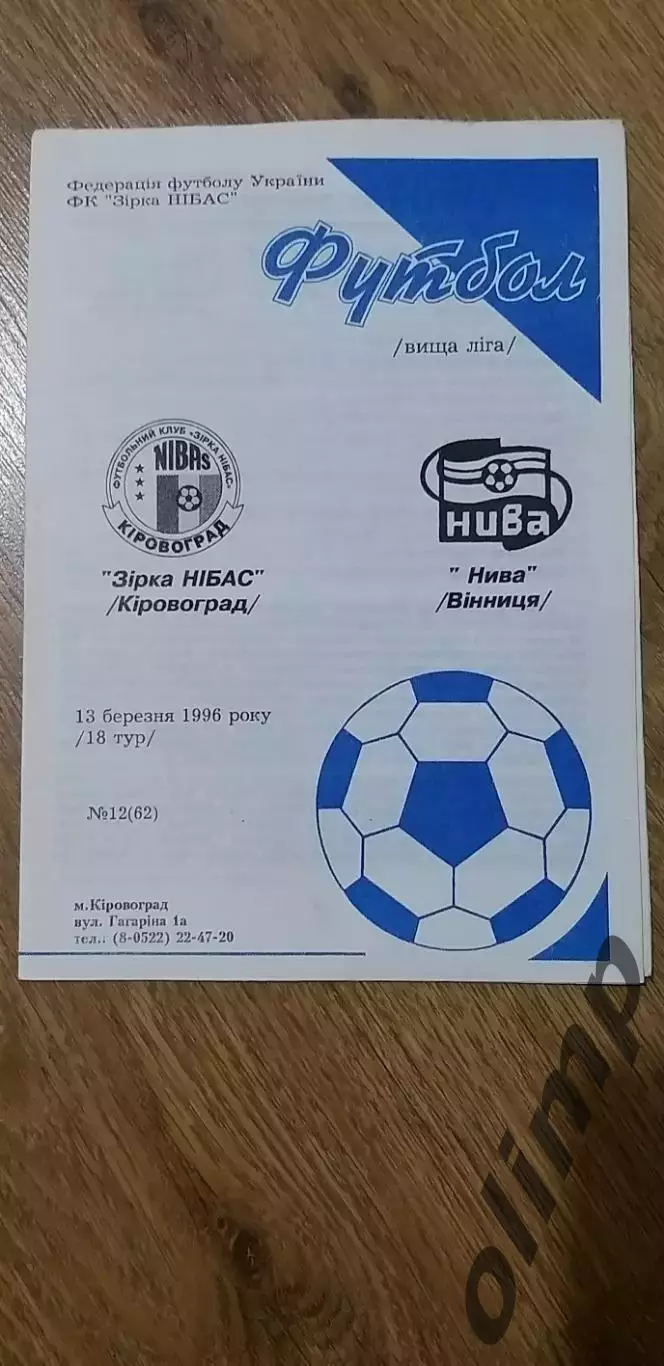 Федерація футболу України
ФК "Зірка НІБАС"
Футбол
/вища ліга/
ФУТБОЛЬНИЙ КЛУБ «ЗІРКА НІБАС»
NIBAs
КІРОВОГРАД
нива
"Зірка НІБАС"
/Кіровоград/
" Нива"
/Вінниця/
13 березня 1996 року
/18 тур/
№12(62)
м.Кіровоград
вул. Гагаріна 1а
тел.: (8-0522) 22-47-20
olimp